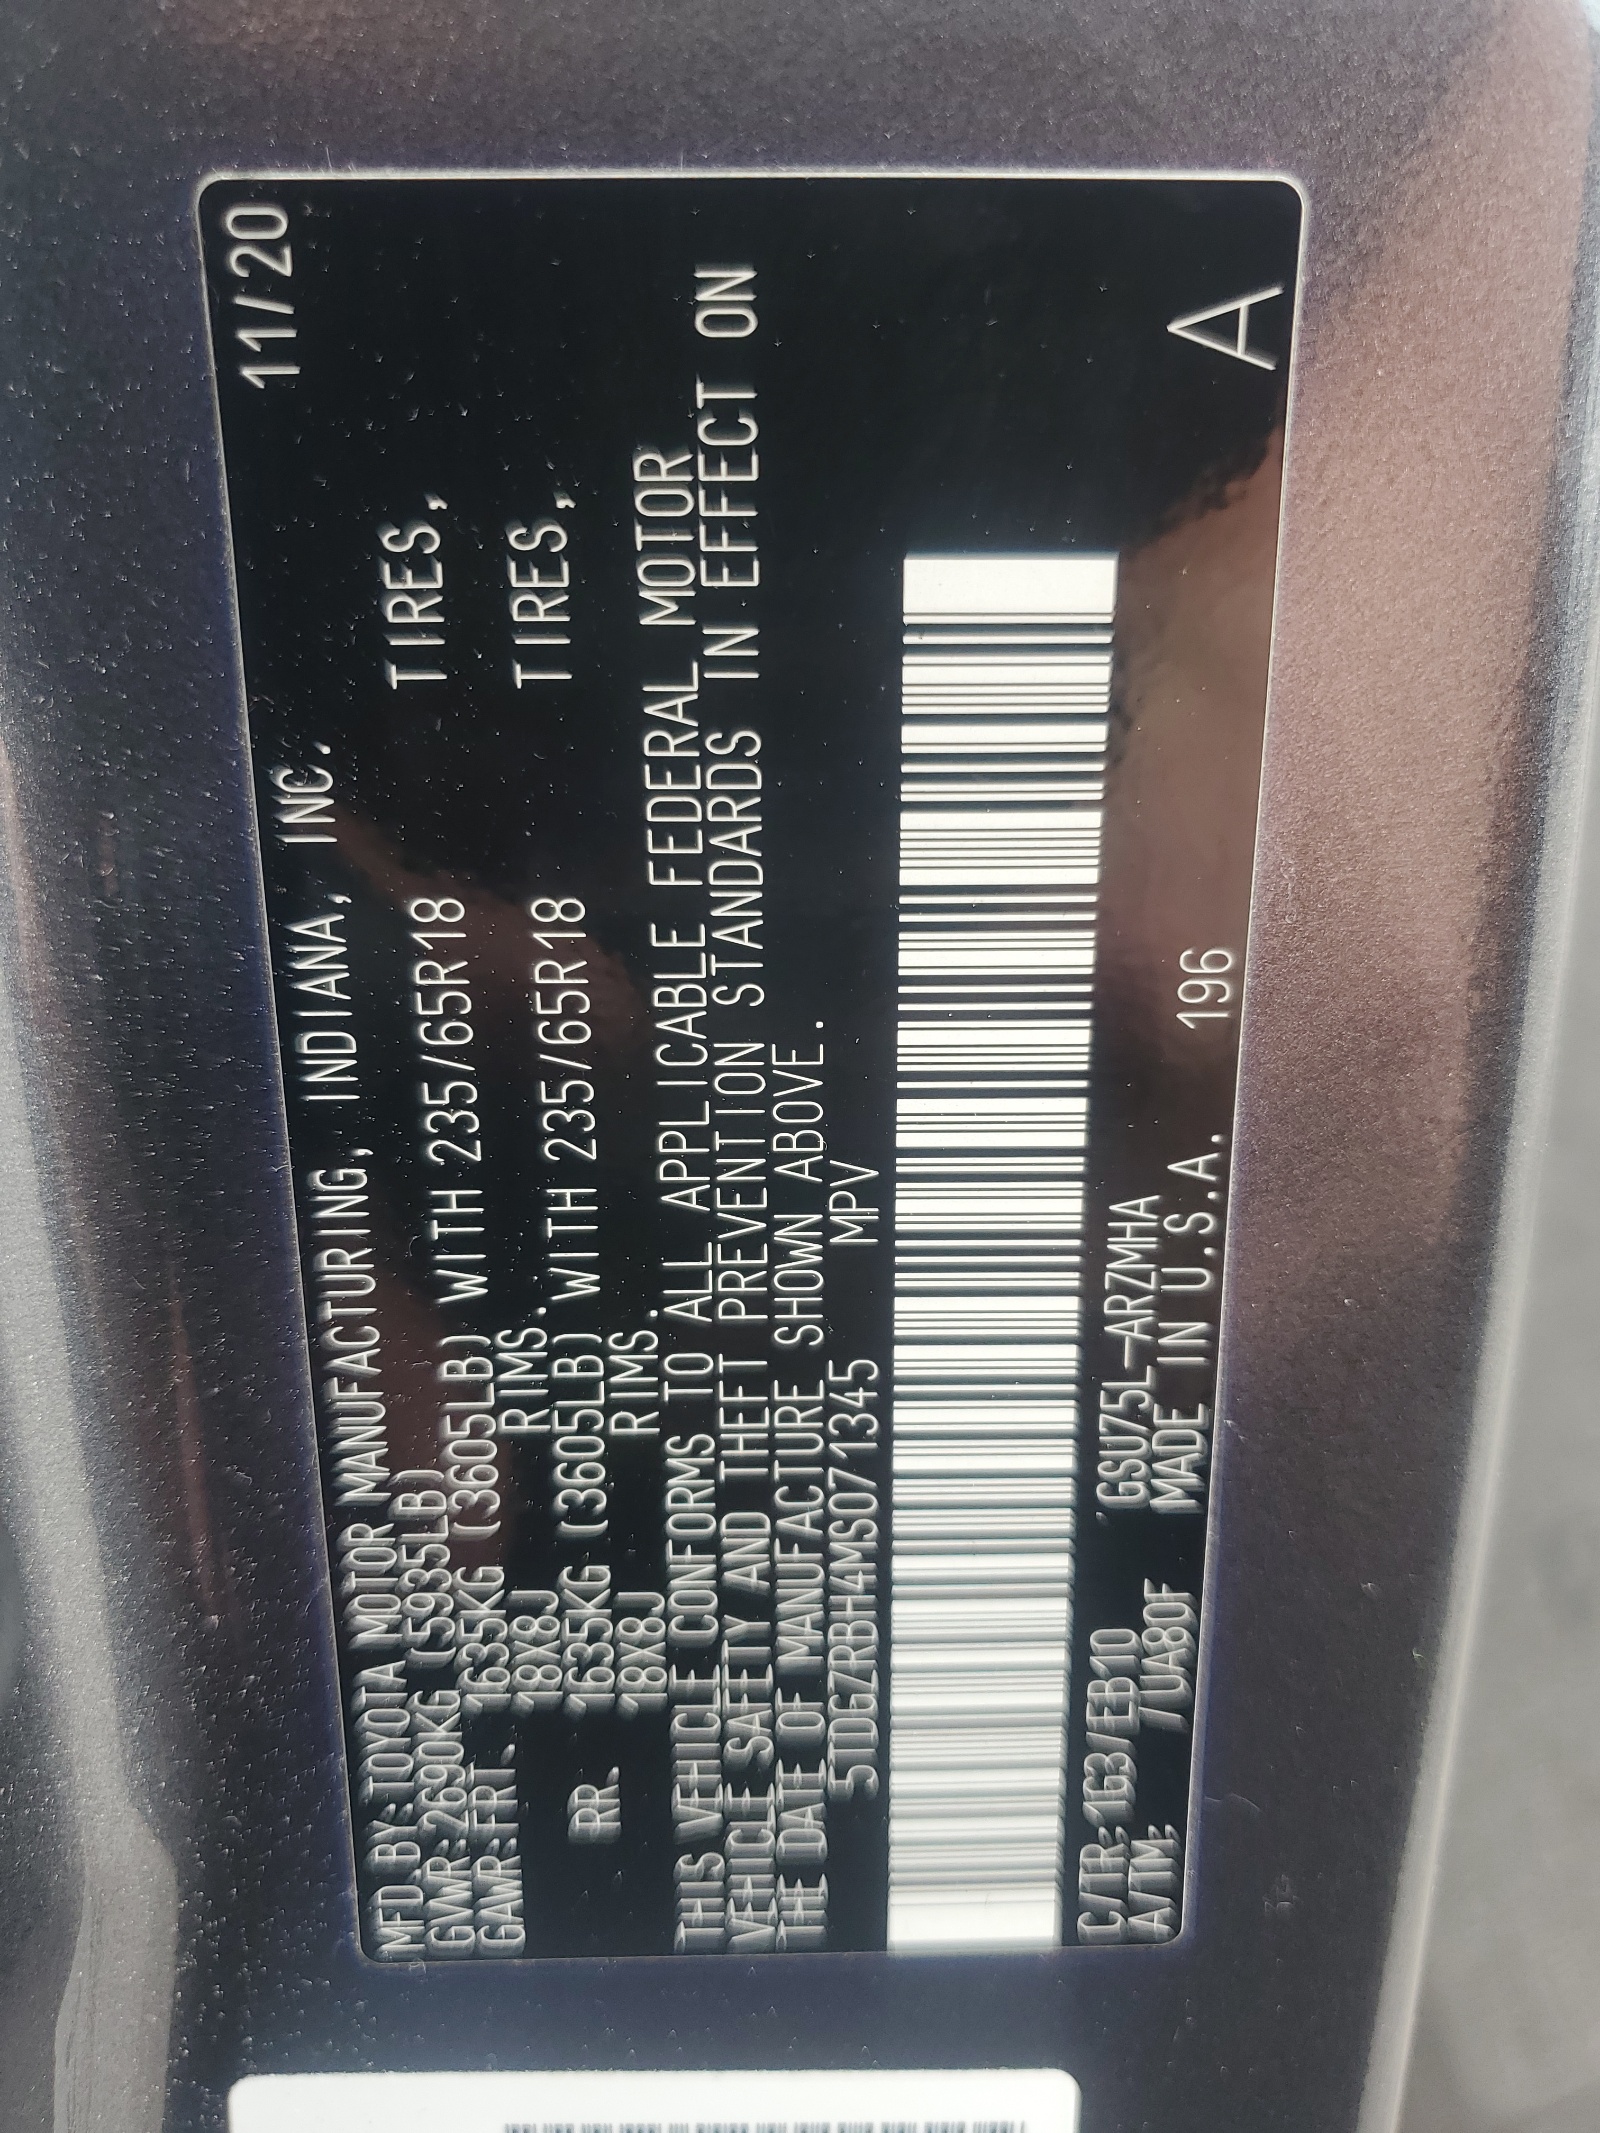 11/20
MFD.BY:TOYOTA MOTOR MANUFACTURING, INDIANA, INC.
GVWR:2690KG (5935LB)
GAWR:FRT. 1635KG (3605LB) WITH 235/65R18 TIRES,
18X8J RIMS.
RR. 1635KG (3605LB) WITH 235/65R18 TIRES,
18X8J RIMS.
THIS VEHICLE CONFORMS TO ALL APPLICABLE FEDERAL MOTOR
VEHICLE SAFETY AND THEFT PREVENTION STANDARDS IN EFFECT ON
THE DATE OF MANUFACTURE SHOWN ABOVE.
5TDGZRBH4MS071345 MPV
C/TR:1G3/EB10 GSU75L-ARZMHA
A/TM: /UA80F MADE IN U.S.A. 196 A